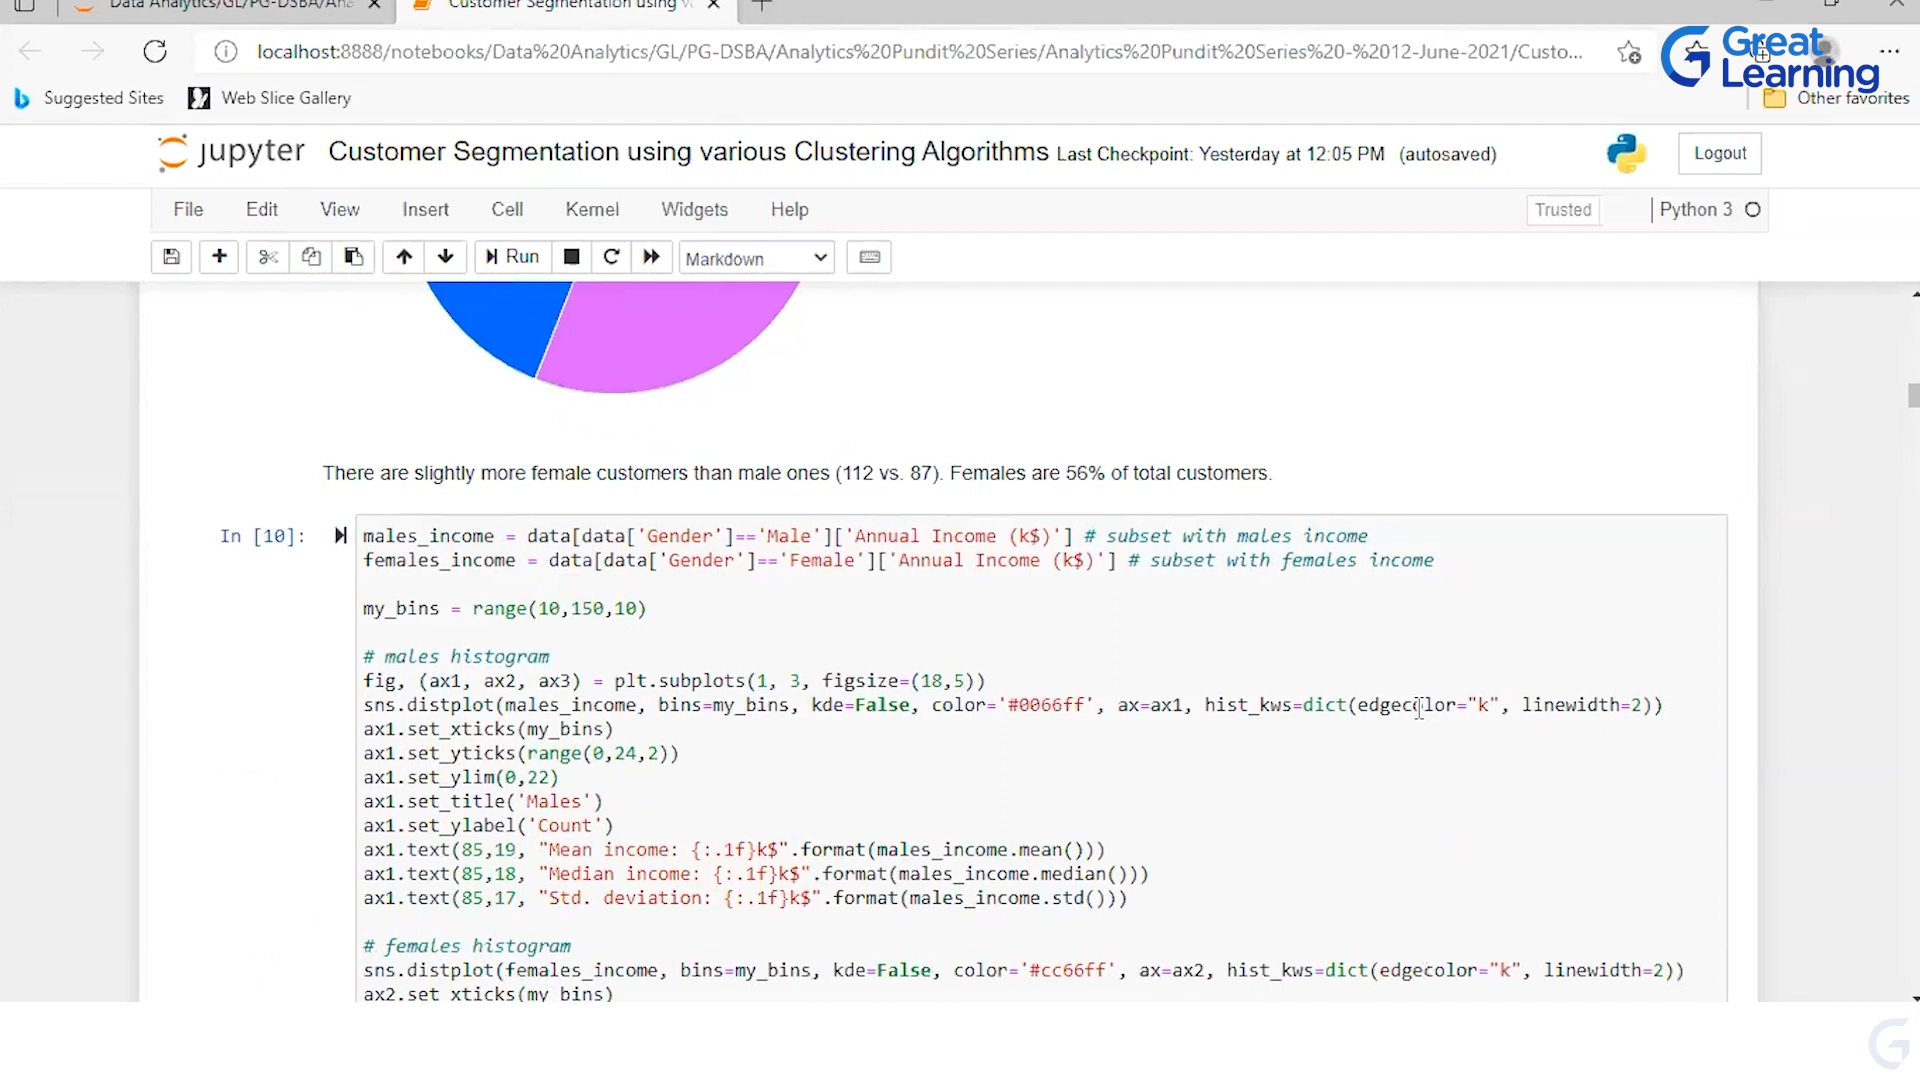 Data Analytics/GL/PG-DSBA/Ana
Customer Segmentation using v
localhost:8888/notebooks/Data%20Analytics/GL/PG-DSBA/Analytics%20Pundit%20Series/Analytics%20Pundit%20Series%20-%2012-June-2021/Custo...
Great
Learning
Suggested Sites
Web Slice Gallery
Other favorites
jupyter
Customer Segmentation using various Clustering Algorithms Last Checkpoint: Yesterday at 12:05 PM (autosaved)
Logout
File Edit View Insert Cell Kernel Widgets Help
Trusted
Python 3
Run
Markdown
There are slightly more female customers than male ones (112 vs. 87). Females are 56% of total customers.
In [10]:
males_income = data[data['Gender']=='Male']['Annual Income (k$)'] # subset with males income
females_income = data[data['Gender']=='Female']['Annual Income (k$)'] # subset with females income
my_bins = range(10,150,10)
# males histogram
fig, (ax1, ax2, ax3) = plt.subplots(1, 3, figsize=(18,5))
sns.distplot(males_income, bins=my_bins, kde=False, color='#0066ff', ax=ax1, hist_kws=dict(edgecolor="k", linewidth=2))
ax1.set_xticks(my_bins)
ax1.set_yticks(range(0,24,2))
ax1.set_ylim(0,22)
ax1.set_title('Males')
ax1.set_ylabel('Count')
ax1.text(85,19, "Mean income: {:.1f}k$".format(males_income.mean()))
ax1.text(85,18, "Median income: {:.1f}k$".format(males_income.median()))
ax1.text(85,17, "Std. deviation: {:.1f}k$".format(males_income.std()))
# females histogram
sns.distplot(females_income, bins=my_bins, kde=False, color='#cc66ff', ax=ax2, hist_kws=dict(edgecolor="k", linewidth=2))
ax2.set_xticks(my_bins)